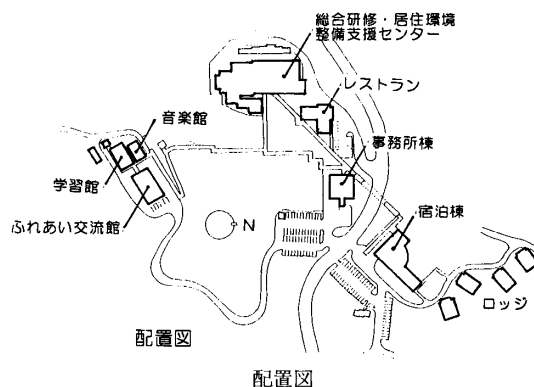 総合研修・居住環境
整備支援センター
レストラン
音楽館
事務所棟
学習館
ふれあい交流館
N
宿泊棟
ロッジ
配置図
配置図